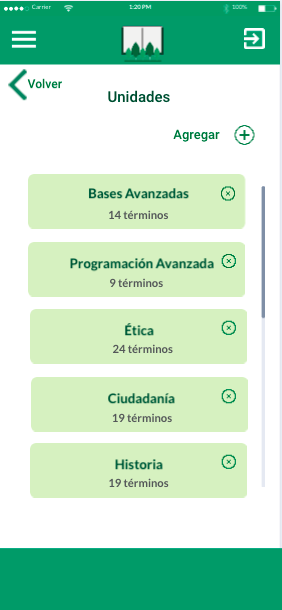 Carrier 1:20 PM 100%
Volver
Unidades
Agregar
Bases Avanzadas
14 términos
Programación Avanzada
9 términos
Ética
24 términos
Ciudadanía
19 términos
Historia
19 términos